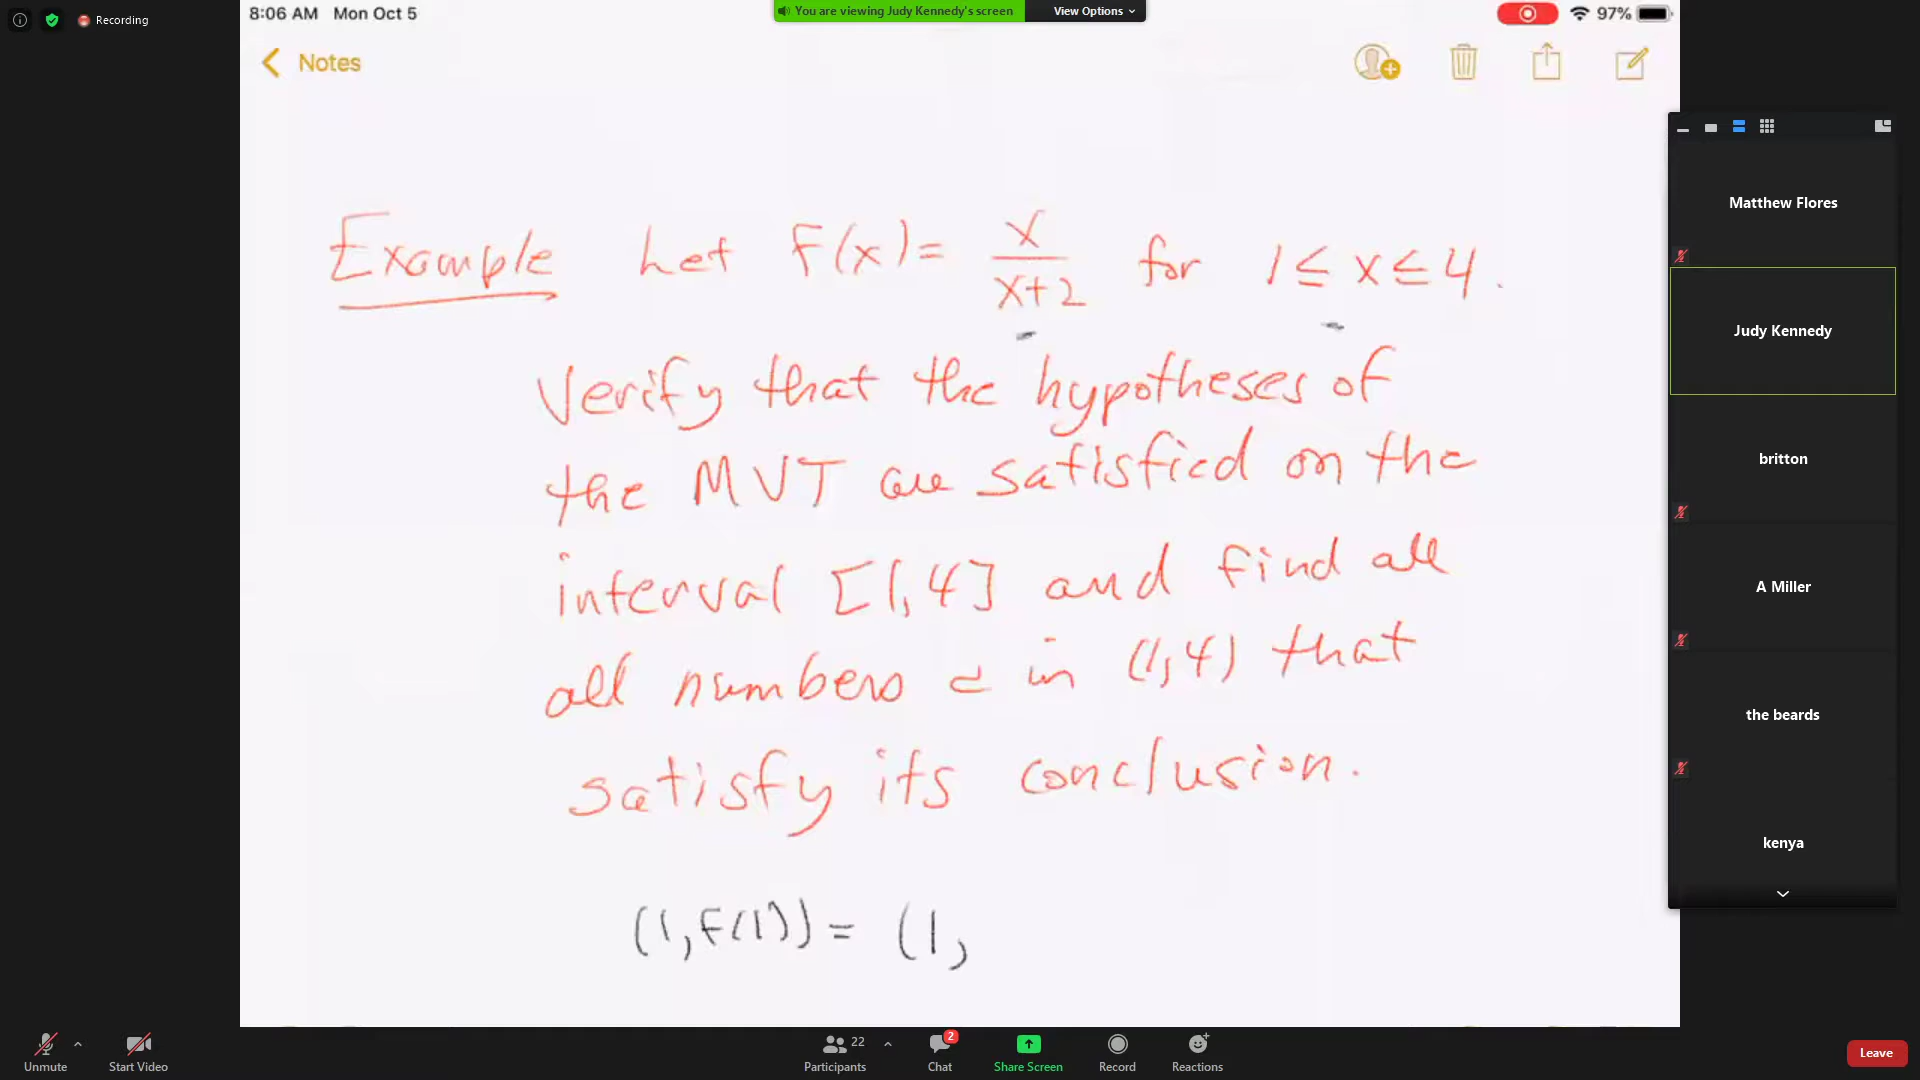 8:06 AM Mon Oct 5
Recording
You are viewing Judy Kennedy's screen
View Options
97%
Notes
Example Let f(x) = x/(x+2) for 1 ≤ x ≤ 4.
Verify that the hypotheses of
the MVT are satisfied on the
interval [1,4] and find all
all numbers c in (1,4) that
satisfy its conclusion.
(1, f(1)) = (1,
Matthew Flores
Judy Kennedy
britton
A Miller
the beards
kenya
Unmute
Start Video
Participants
22
Chat
2
Share Screen
Record
Reactions
Leave